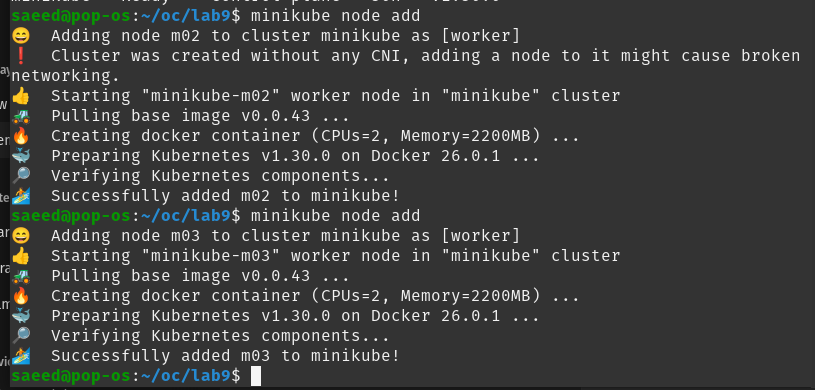 saeed@pop-os:~/oc/lab9$ minikube node add
😄  Adding node m02 to cluster minikube as [worker]
❗  Cluster was created without any CNI, adding a node to it might cause broken
networking.
👍  Starting "minikube-m02" worker node in "minikube" cluster
🚜  Pulling base image v0.0.43 ...
🔥  Creating docker container (CPUs=2, Memory=2200MB) ...
🐳  Preparing Kubernetes v1.30.0 on Docker 26.0.1 ...
🔎  Verifying Kubernetes components...
🏄  Successfully added m02 to minikube!
saeed@pop-os:~/oc/lab9$ minikube node add
😄  Adding node m03 to cluster minikube as [worker]
👍  Starting "minikube-m03" worker node in "minikube" cluster
🚜  Pulling base image v0.0.43 ...
🔥  Creating docker container (CPUs=2, Memory=2200MB) ...
🐳  Preparing Kubernetes v1.30.0 on Docker 26.0.1 ...
🔎  Verifying Kubernetes components...
🏄  Successfully added m03 to minikube!
saeed@pop-os:~/oc/lab9$